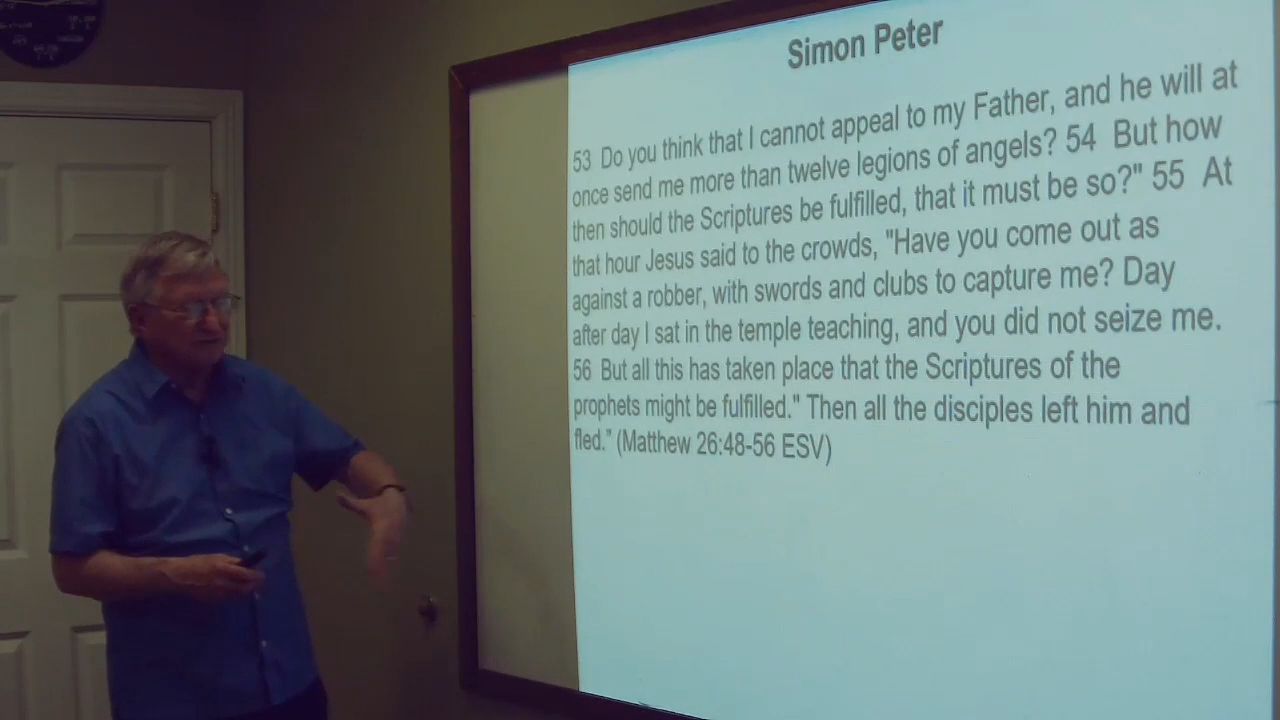 Simon Peter
53 Do you think that I cannot appeal to my Father, and he will at
once send me more than twelve legions of angels? 54 But how
then should the Scriptures be fulfilled, that it must be so?" 55 At
that hour Jesus said to the crowds, "Have you come out as
against a robber, with swords and clubs to capture me? Day
after day I sat in the temple teaching, and you did not seize me.
56 But all this has taken place that the Scriptures of the
prophets might be fulfilled." Then all the disciples left him and
fled." (Matthew 26:48-56 ESV)